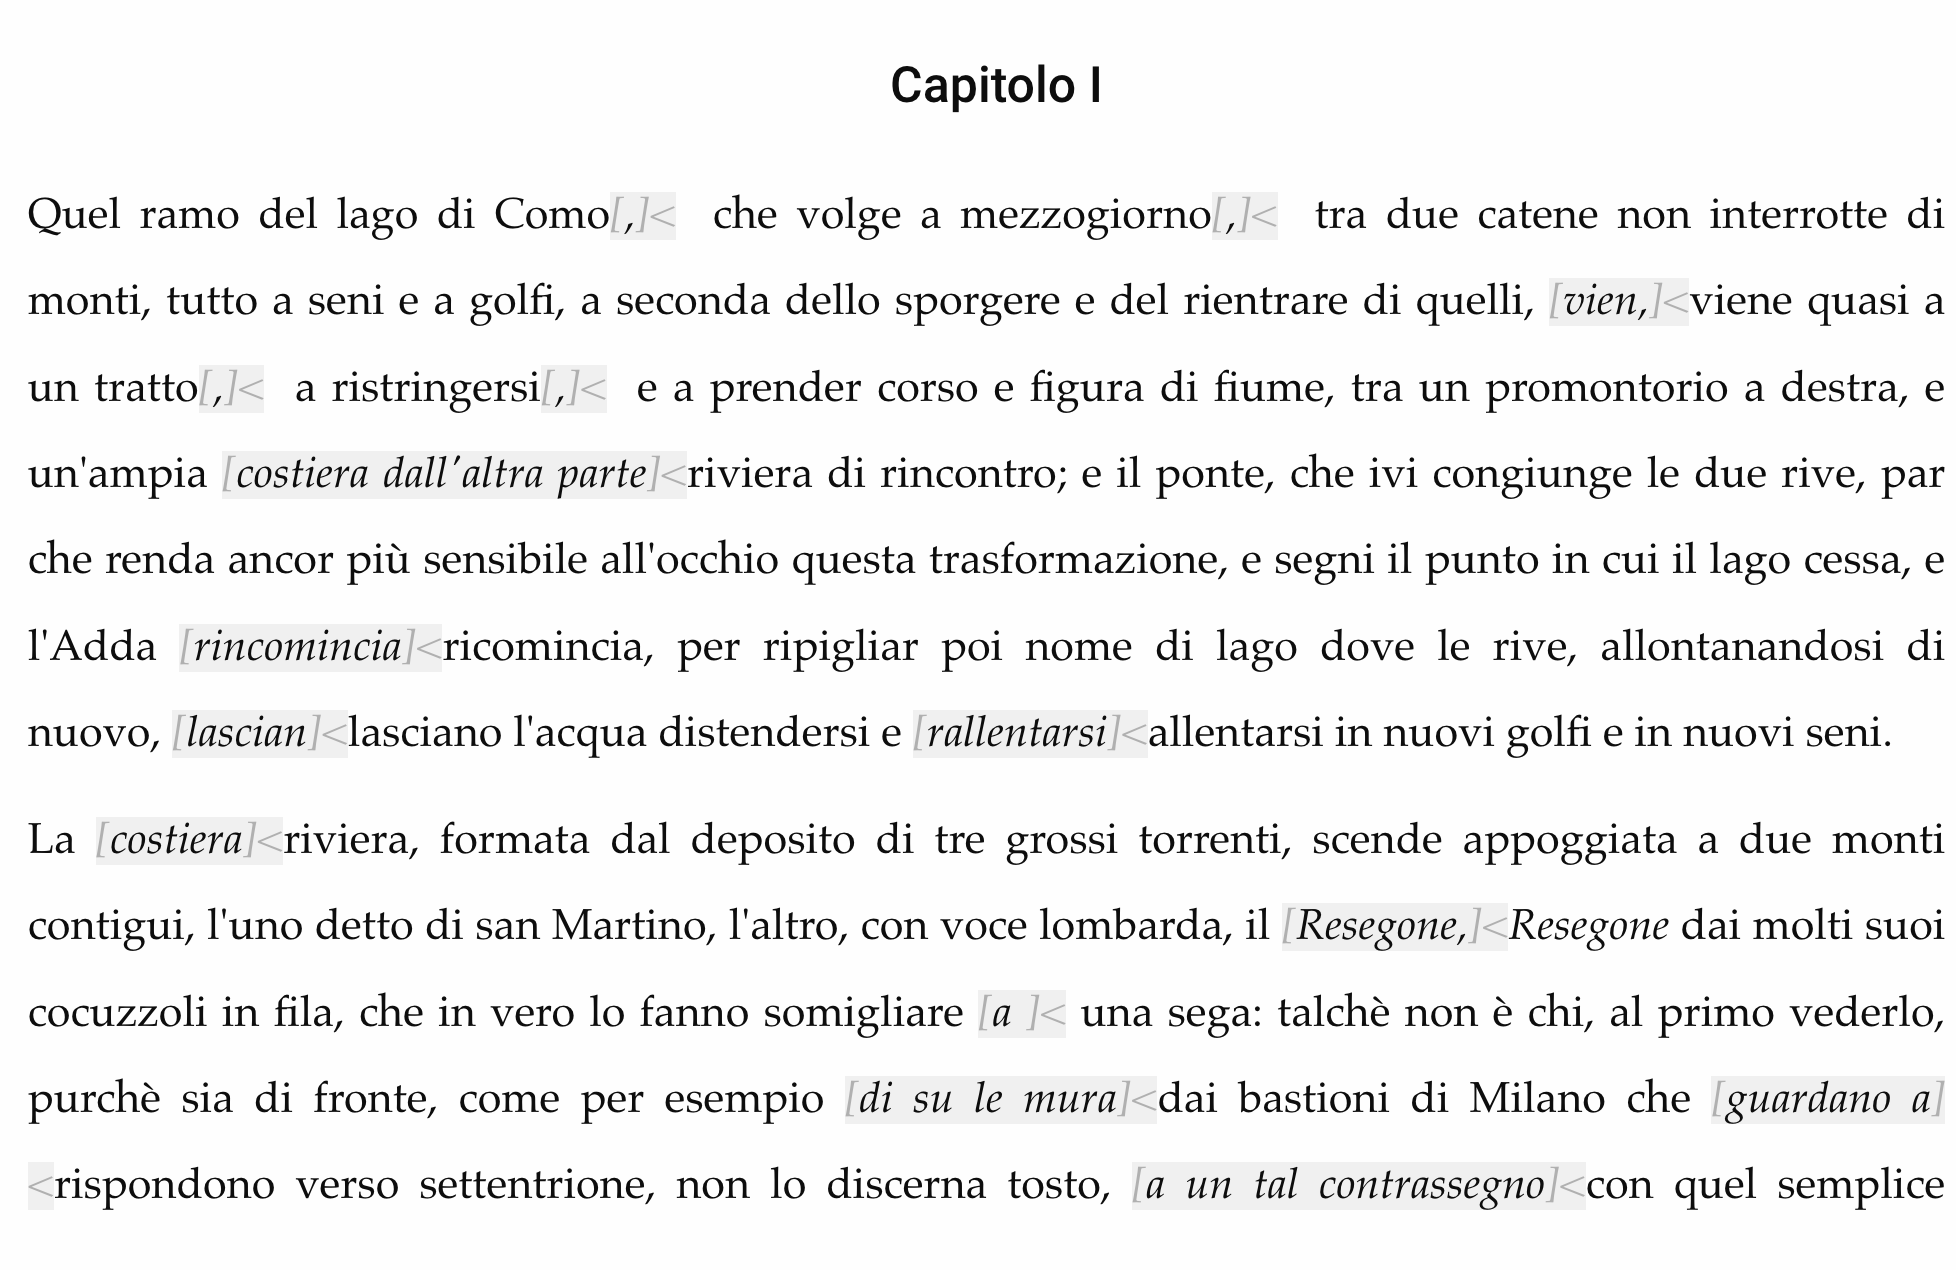 Capitolo I
Quel ramo del lago di Como[,]< che volge a mezzogiorno[,]< tra due catene non interrotte di
monti, tutto a seni e a golfi, a seconda dello sporgere e del rientrare di quelli, [vien,]<viene quasi a
un tratto[,]< a ristringersi[,]< e a prender corso e figura di fiume, tra un promontorio a destra, e
un'ampia [costiera dall'altra parte]<riviera di rincontro; e il ponte, che ivi congiunge le due rive, par
che renda ancor più sensibile all'occhio questa trasformazione, e segni il punto in cui il lago cessa, e
l'Adda [rincomincia]<ricomincia, per ripigliar poi nome di lago dove le rive, allontanandosi di
nuovo, [lascian]<lasciano l'acqua distendersi e [rallentarsi]<allentarsi in nuovi golfi e in nuovi seni.
La [costiera]<riviera, formata dal deposito di tre grossi torrenti, scende appoggiata a due monti
contigui, l'uno detto di san Martino, l'altro, con voce lombarda, il [Resegone,]<Resegone dai molti suoi
cocuzzoli in fila, che in vero lo fanno somigliare [a ]< una sega: talchè non è chi, al primo vederlo,
purchè sia di fronte, come per esempio [di su le mura]<dai bastioni di Milano che [guardano a]
<rispondono verso settentrione, non lo discerna tosto, [a un tal contrassegno]<con quel semplice